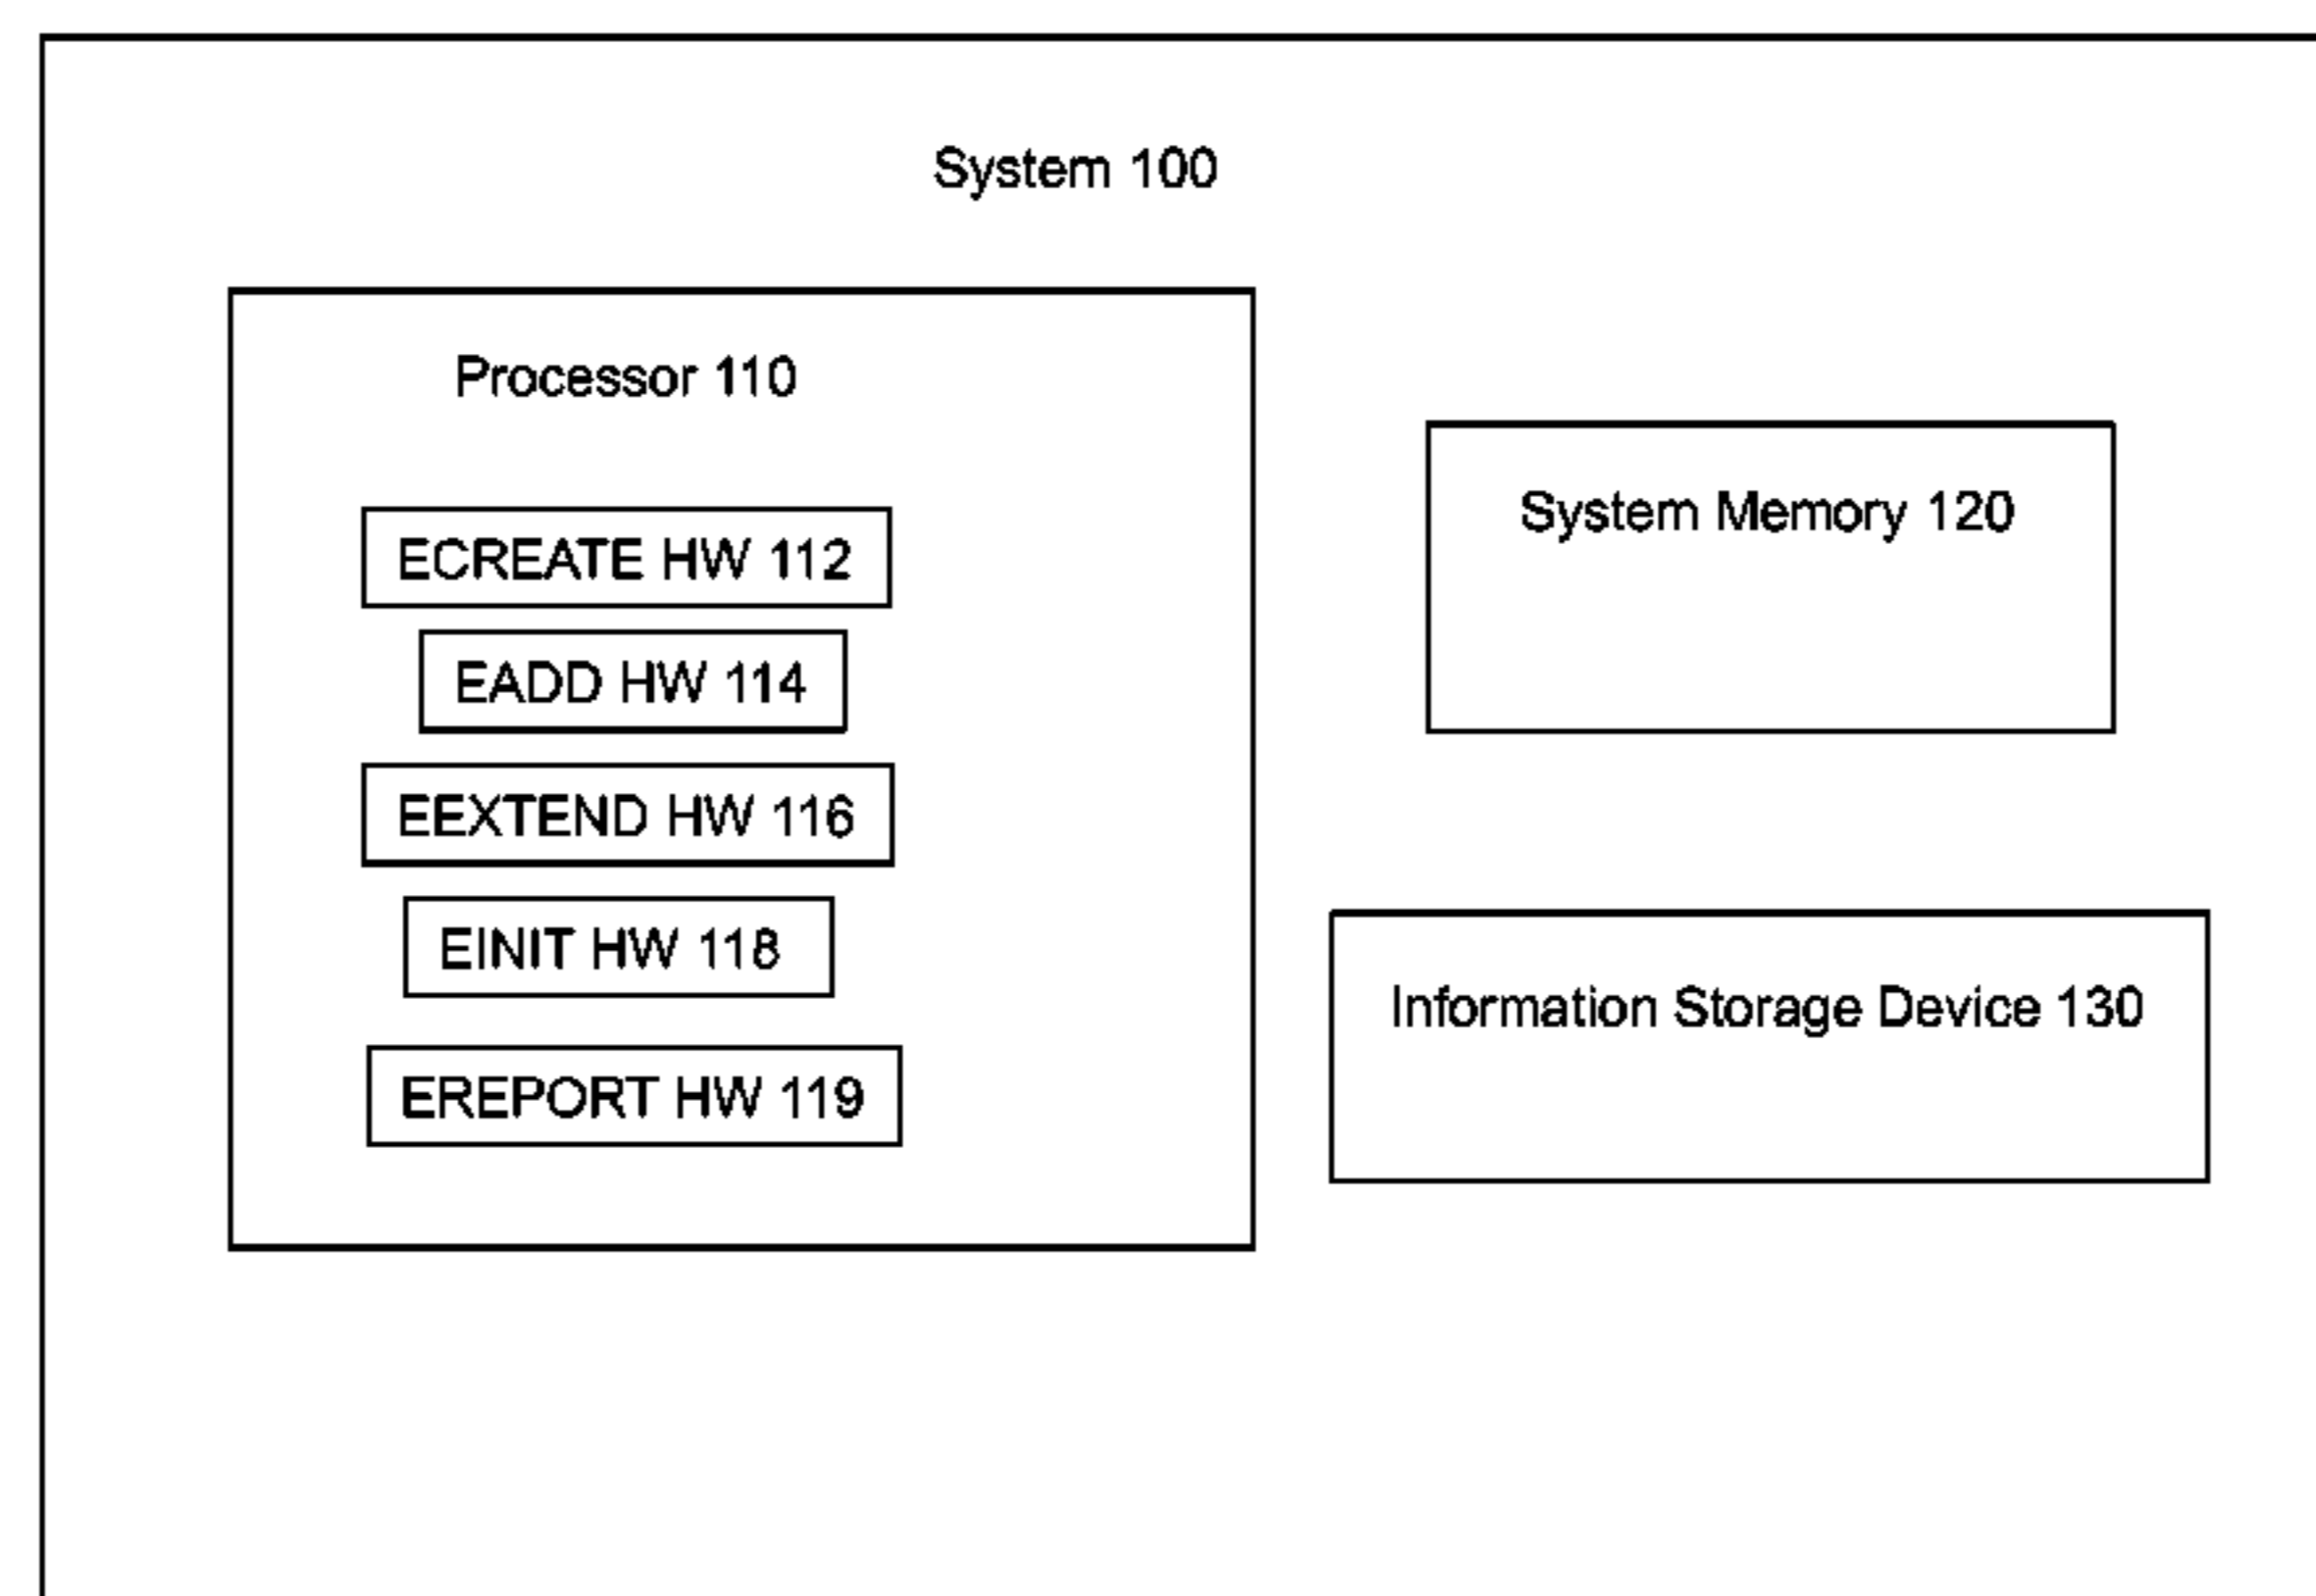 System 100
Processor 110
ECREATE HW 112
EADD HW 114
EEXTEND HW 116
EINIT HW 118
EREPORT HW 119
System Memory 120
Information Storage Device 130